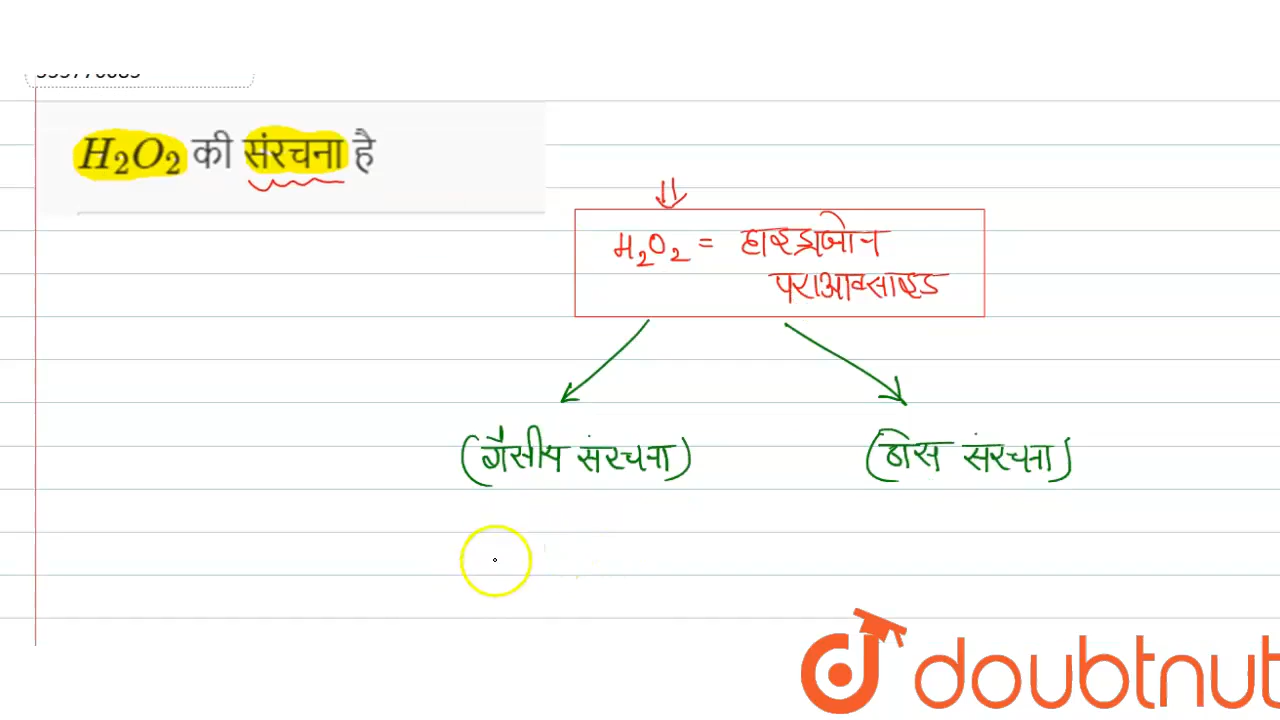 H₂O₂ की संरचना है
H₂O₂ = हाइड्रोजन
पराऑक्साइड
(गैसीय संरचना)
(ठोस संरचना)
doubtnut